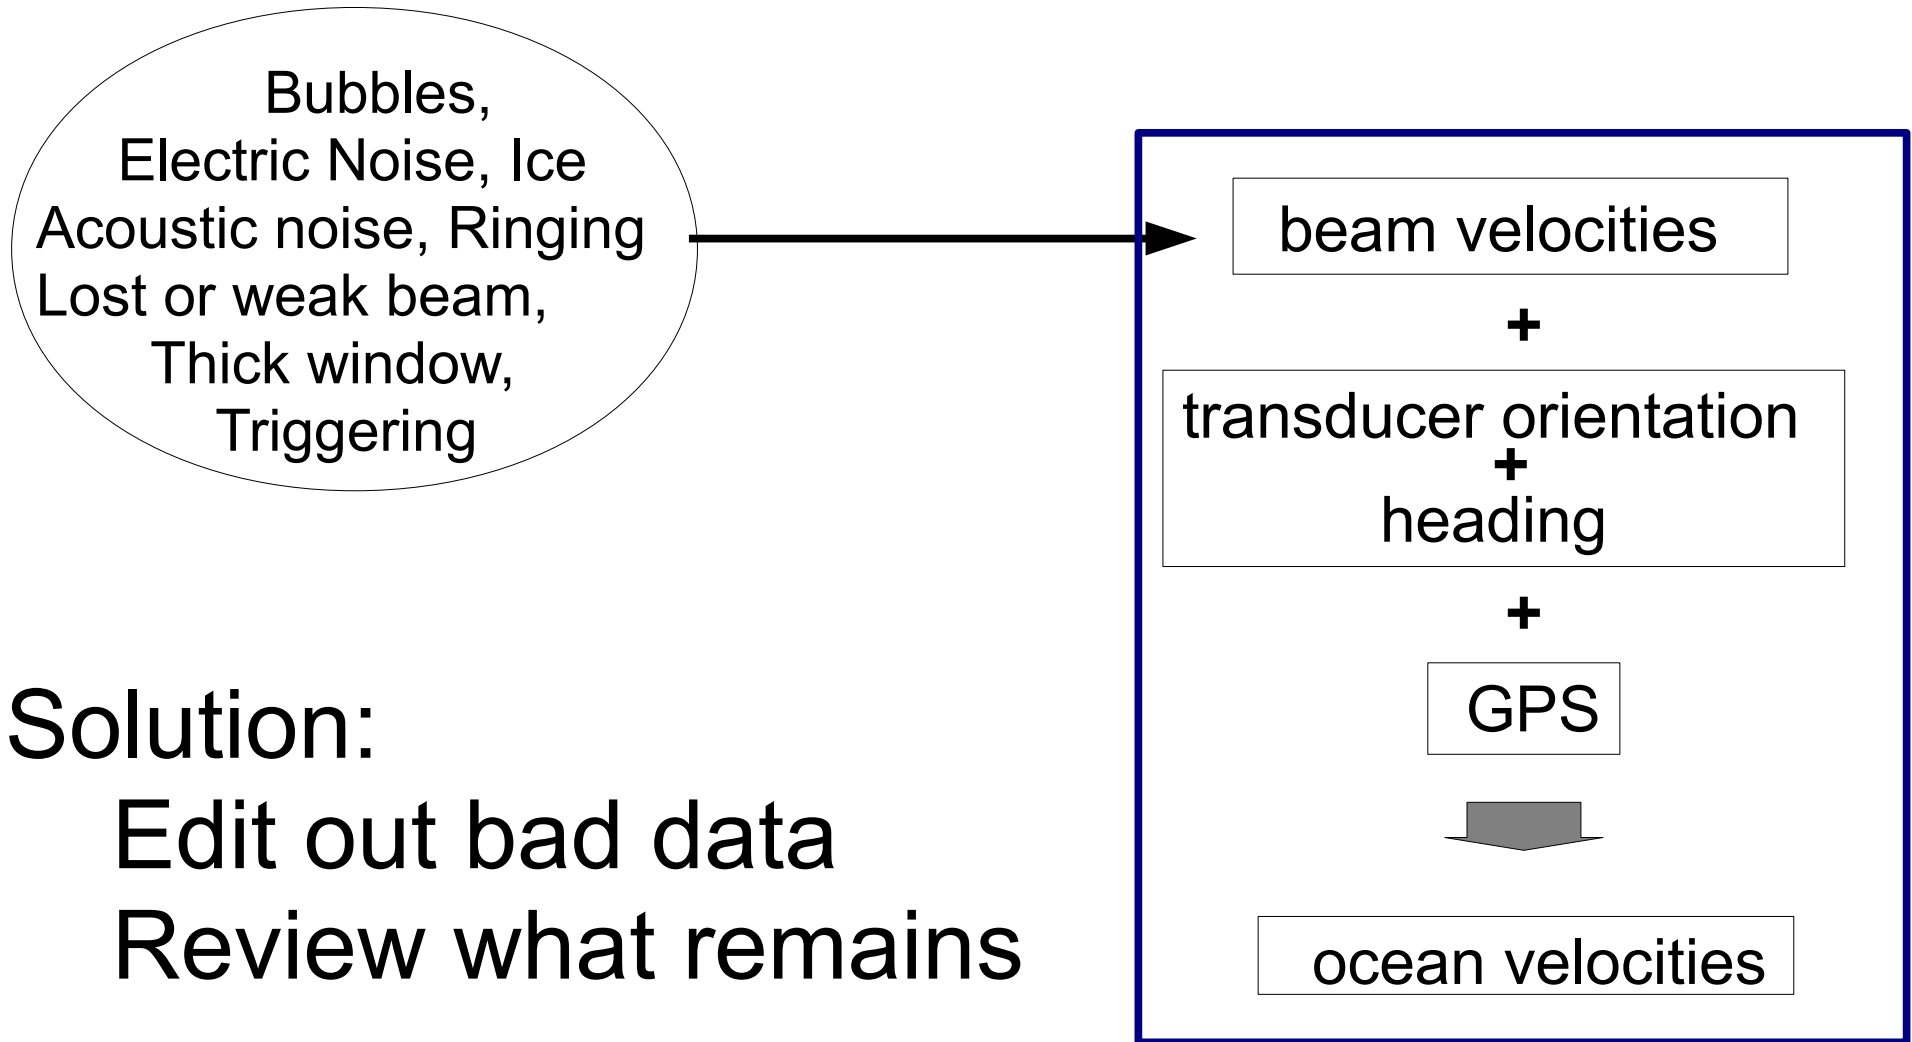 Bubbles,
Electric Noise, Ice
Acoustic noise, Ringing
Lost or weak beam,
Thick window,
Triggering
beam velocities
+
transducer orientation
+
heading
+
GPS
ocean velocities
Solution:
Edit out bad data
Review what remains